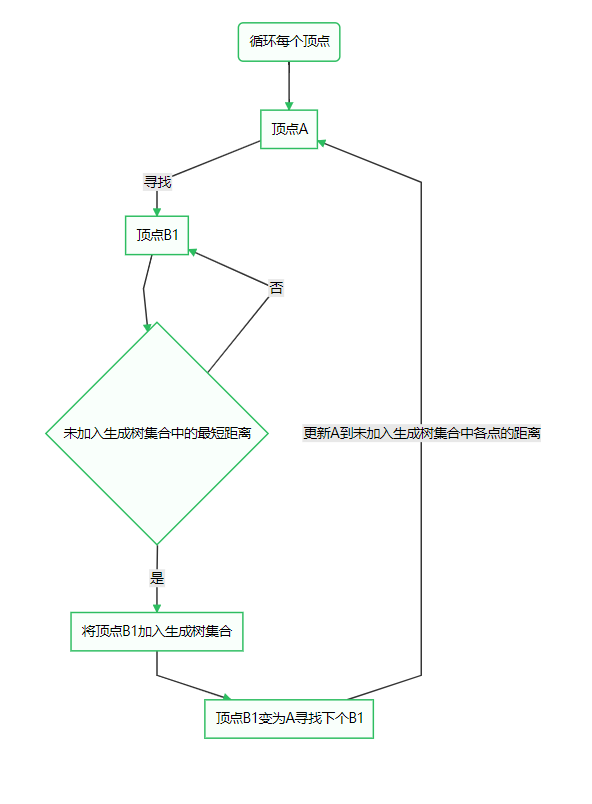 循环每个顶点
顶点A
寻找
顶点B1
否
未加入生成树集合中的最短距离
更新A到未加入生成树集合中各点的距离
是
将顶点B1加入生成树集合
顶点B1变为A寻找下个B1